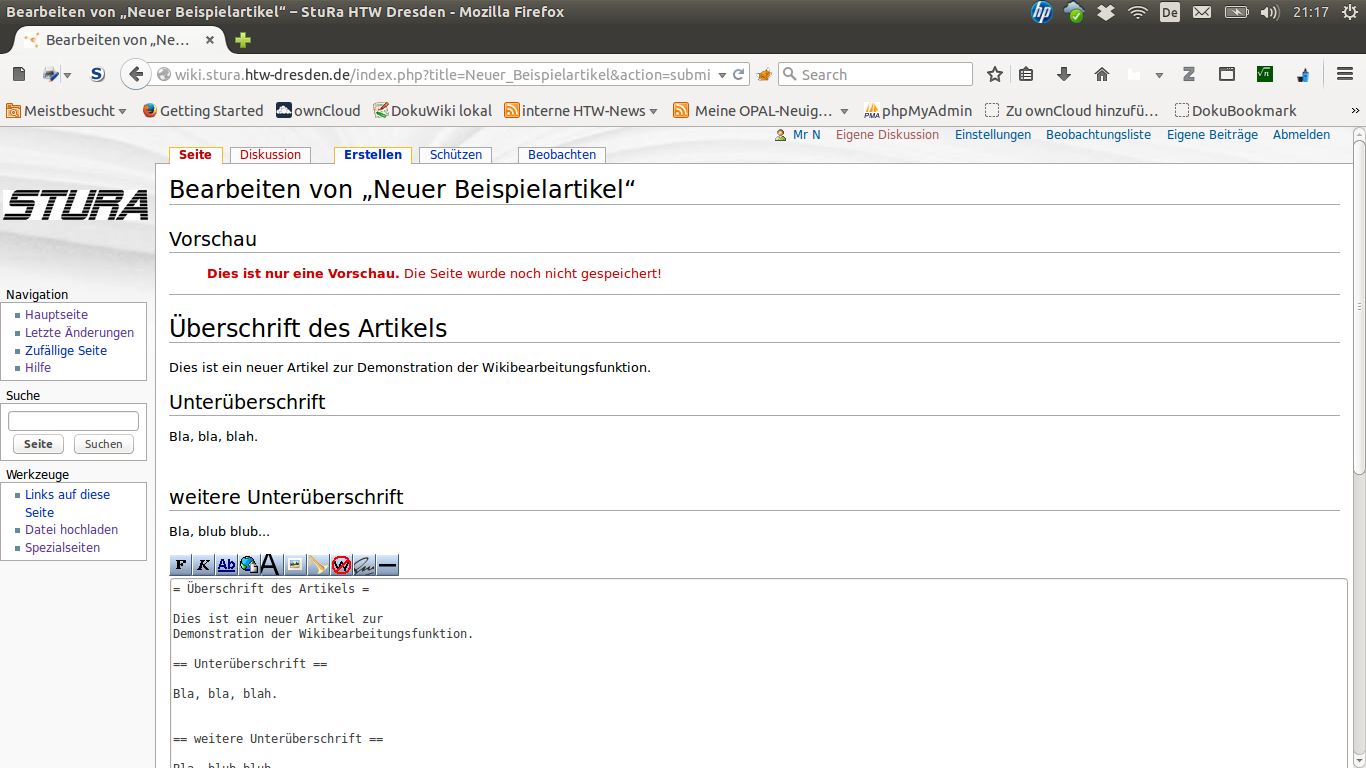 Bearbeiten von „Neuer Beispielartikel“ – StuRa HTW Dresden - Mozilla Firefox
De
21:17
Bearbeiten von „Ne...
wiki.stura.htw-dresden.de/index.php?title=Neuer_Beispielartikel&action=submi
Search
Meistbesucht
Getting Started
ownCloud
DokuWiki lokal
interne HTW-News
Meine OPAL-Neuig...
phpMyAdmin
Zu ownCloud hinzufü...
DokuBookmark
»
Mr N
Eigene Diskussion
Einstellungen
Beobachtungsliste
Eigene Beiträge
Abmelden
Seite
Diskussion
Erstellen
Schützen
Beobachten
STURA
Navigation
Hauptseite
Letzte Änderungen
Zufällige Seite
Hilfe
Suche
Seite
Suchen
Werkzeuge
Links auf diese
Seite
Datei hochladen
Spezialseiten
Bearbeiten von „Neuer Beispielartikel“
Vorschau
Dies ist nur eine Vorschau. Die Seite wurde noch nicht gespeichert!
Überschrift des Artikels
Dies ist ein neuer Artikel zur Demonstration der Wikibearbeitungsfunktion.
Unterüberschrift
Bla, bla, blah.
weitere Unterüberschrift
Bla, blub blub...
F K Ab A W
= Überschrift des Artikels =
Dies ist ein neuer Artikel zur
Demonstration der Wikibearbeitungsfunktion.
== Unterüberschrift ==
Bla, bla, blah.
== weitere Unterüberschrift ==
Bla, blub blub...